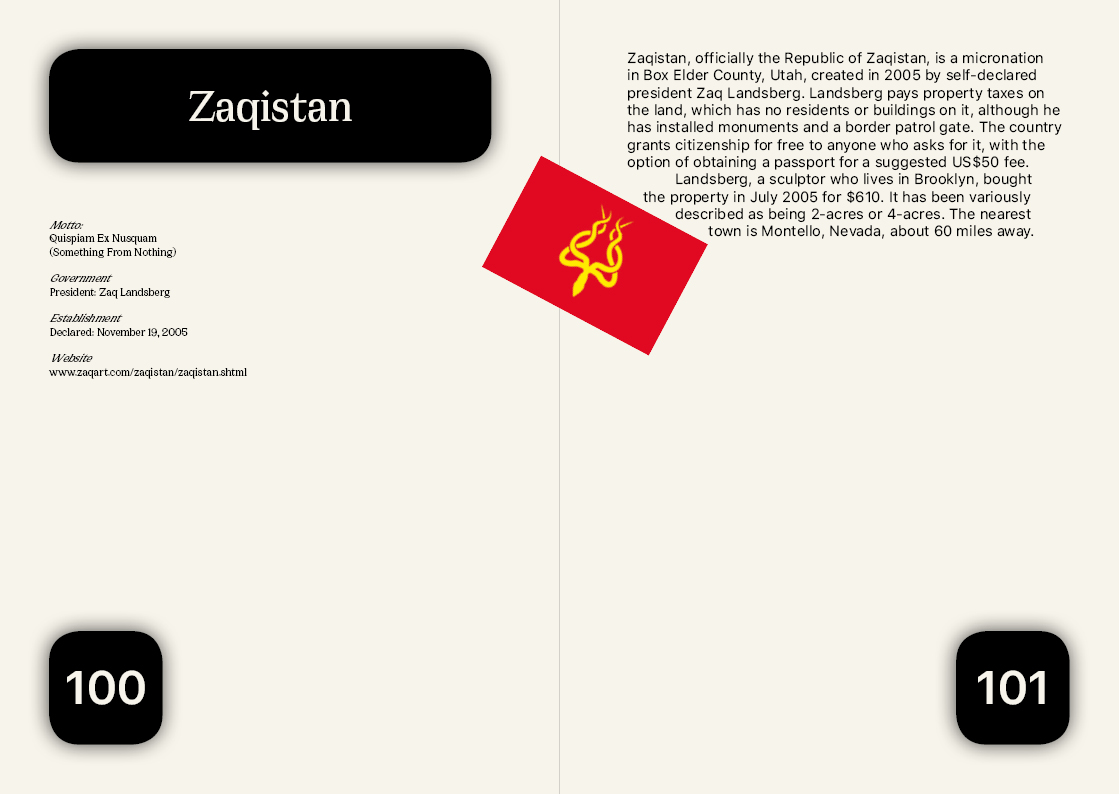 Zaqistan
Motto:
Quispiam Ex Nusquam
(Something From Nothing)
Government
President: Zaq Landsberg
Establishment
Declared: November 19, 2005
Website
www.zaqart.com/zaqistan/zaqistan.shtml
100
Zaqistan, officially the Republic of Zaqistan, is a micronation
in Box Elder County, Utah, created in 2005 by self-declared
president Zaq Landsberg. Landsberg pays property taxes on
the land, which has no residents or buildings on it, although he
has installed monuments and a border patrol gate. The country
grants citizenship for free to anyone who asks for it, with the
option of obtaining a passport for a suggested US$50 fee.
Landsberg, a sculptor who lives in Brooklyn, bought
the property in July 2005 for $610. It has been variously
described as being 2-acres or 4-acres. The nearest
town is Montello, Nevada, about 60 miles away.
101